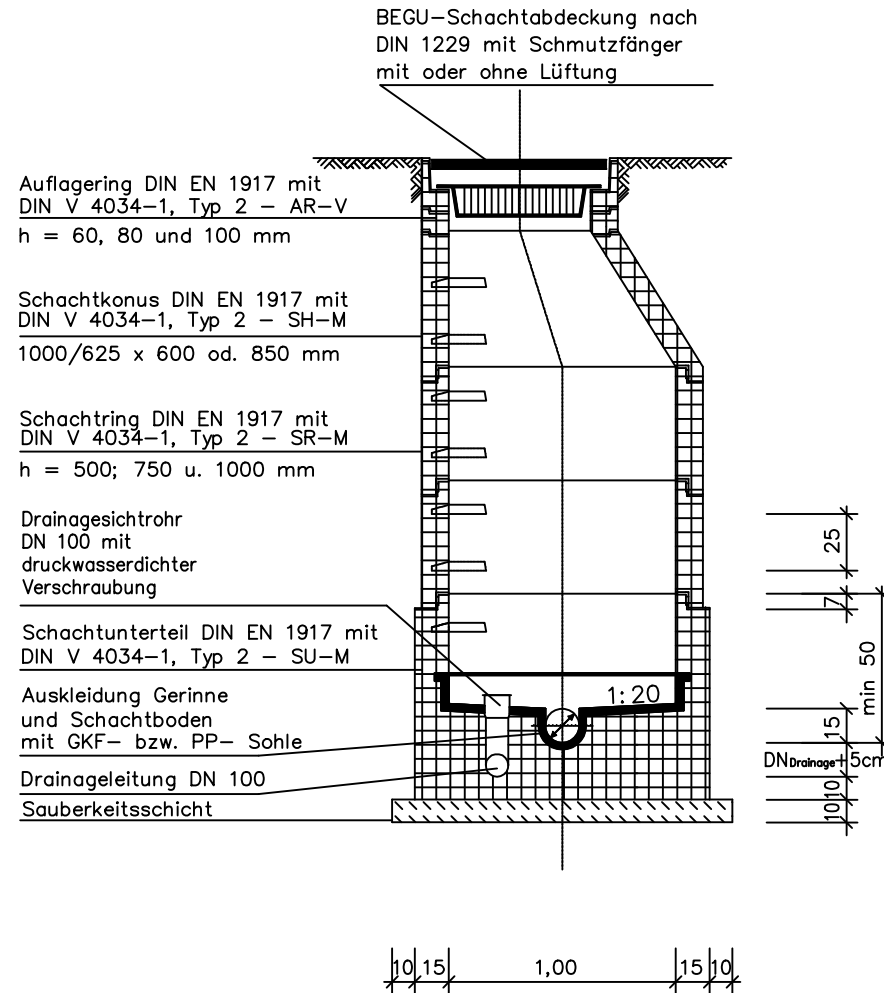 BEGU-Schachtabdeckung nach
DIN 1229 mit Schmutzfänger
mit oder ohne Lüftung
Auflagering DIN EN 1917 mit
DIN V 4034-1, Typ 2 - AR-V
h = 60, 80 und 100 mm
Schachtkonus DIN EN 1917 mit
DIN V 4034-1, Typ 2 - SH-M
1000/625 x 600 od. 850 mm
Schachtring DIN EN 1917 mit
DIN V 4034-1, Typ 2 - SR-M
h = 500; 750 u. 1000 mm
Drainagesichtrohr
DN 100 mit
druckwasserdichter
Verschraubung
Schachtunterteil DIN EN 1917 mit
DIN V 4034-1, Typ 2 - SU-M
Auskleidung Gerinne
und Schachtboden
mit GKF- bzw. PP- Sohle
Drainageleitung DN 100
Sauberkeitsschicht
1:20
25
7
min 50
15
DNDrainage+5cm
10
10
10 15 1,00 15 10